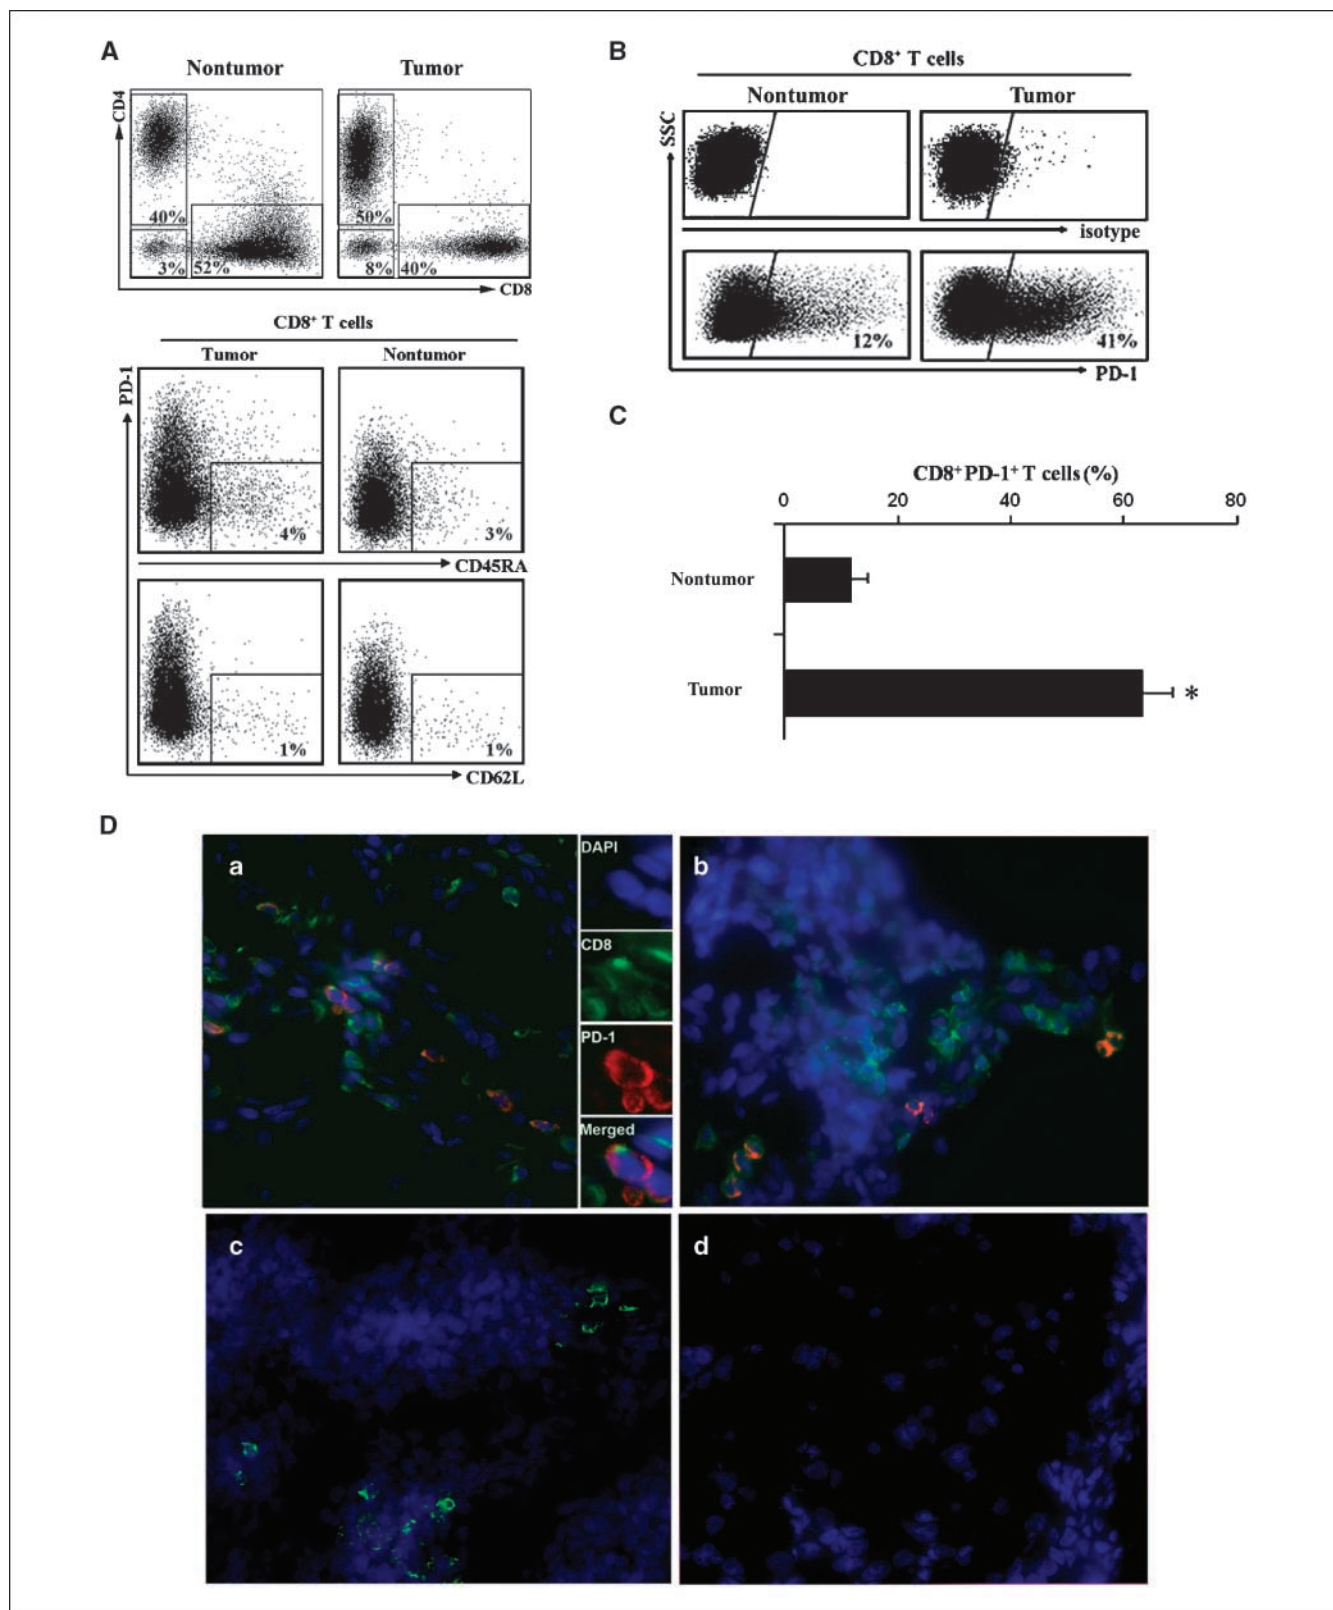 A
Nontumor Tumor
CD4
40% 50%
3% 52% 8% 40%
CD8
CD8⁺ T cells
Tumor Nontumor
PD-1
4% 3%
CD45RA
1% 1%
CD62L
B
CD8⁺ T cells
Nontumor Tumor
SSC
isotype
12% 41%
PD-1
C
CD8⁺PD-1⁺ T cells (%)
0 20 40 60 80
Nontumor
Tumor *
D
a DAPI b
CD8
PD-1
Merged
c d